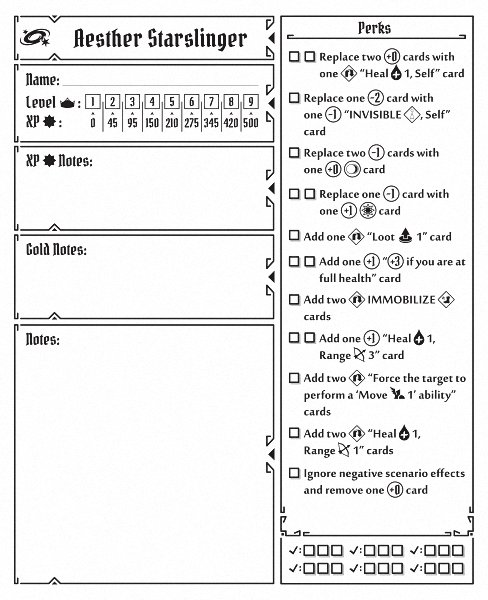 Aesther Starslinger
Name:
Level :
1 2 3 4 5 6 7 8 9
XP :
0 45 95 150 210 275 345 420 500
XP Notes:
Gold Notes:
Notes:
Perks
Replace two +0 cards with
one "Heal 1, Self" card
Replace one -2 card with
one -1 "INVISIBLE , Self"
card
Replace two -1 cards with
one +0 card
Replace one -1 card with
one +1 card
Add one "Loot 1" card
Add one +1 "+3 if you are at
full health" card
Add two IMMOBILIZE
cards
Add one +1 "Heal 1,
Range 3" card
Add two "Force the target to
perform a 'Move 1' ability"
cards
Add two "Heal 1,
Range 1" cards
Ignore negative scenario effects
and remove one +0 card
✓: ✓: ✓:
✓: ✓: ✓: